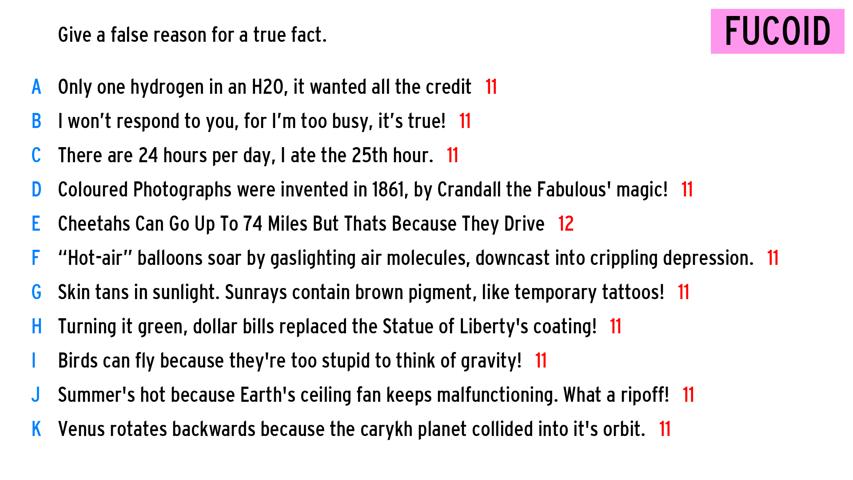 Give a false reason for a true fact.
FUCOID
A Only one hydrogen in an H20, it wanted all the credit 11
B I won't respond to you, for I'm too busy, it's true! 11
C There are 24 hours per day, I ate the 25th hour. 11
D Coloured Photographs were invented in 1861, by Crandall the Fabulous' magic! 11
E Cheetahs Can Go Up To 74 Miles But Thats Because They Drive 12
F “Hot-air” balloons soar by gaslighting air molecules, downcast into crippling depression. 11
G Skin tans in sunlight. Sunrays contain brown pigment, like temporary tattoos! 11
H Turning it green, dollar bills replaced the Statue of Liberty's coating! 11
I Birds can fly because they're too stupid to think of gravity! 11
J Summer's hot because Earth's ceiling fan keeps malfunctioning. What a ripoff! 11
K Venus rotates backwards because the carykh planet collided into it's orbit. 11